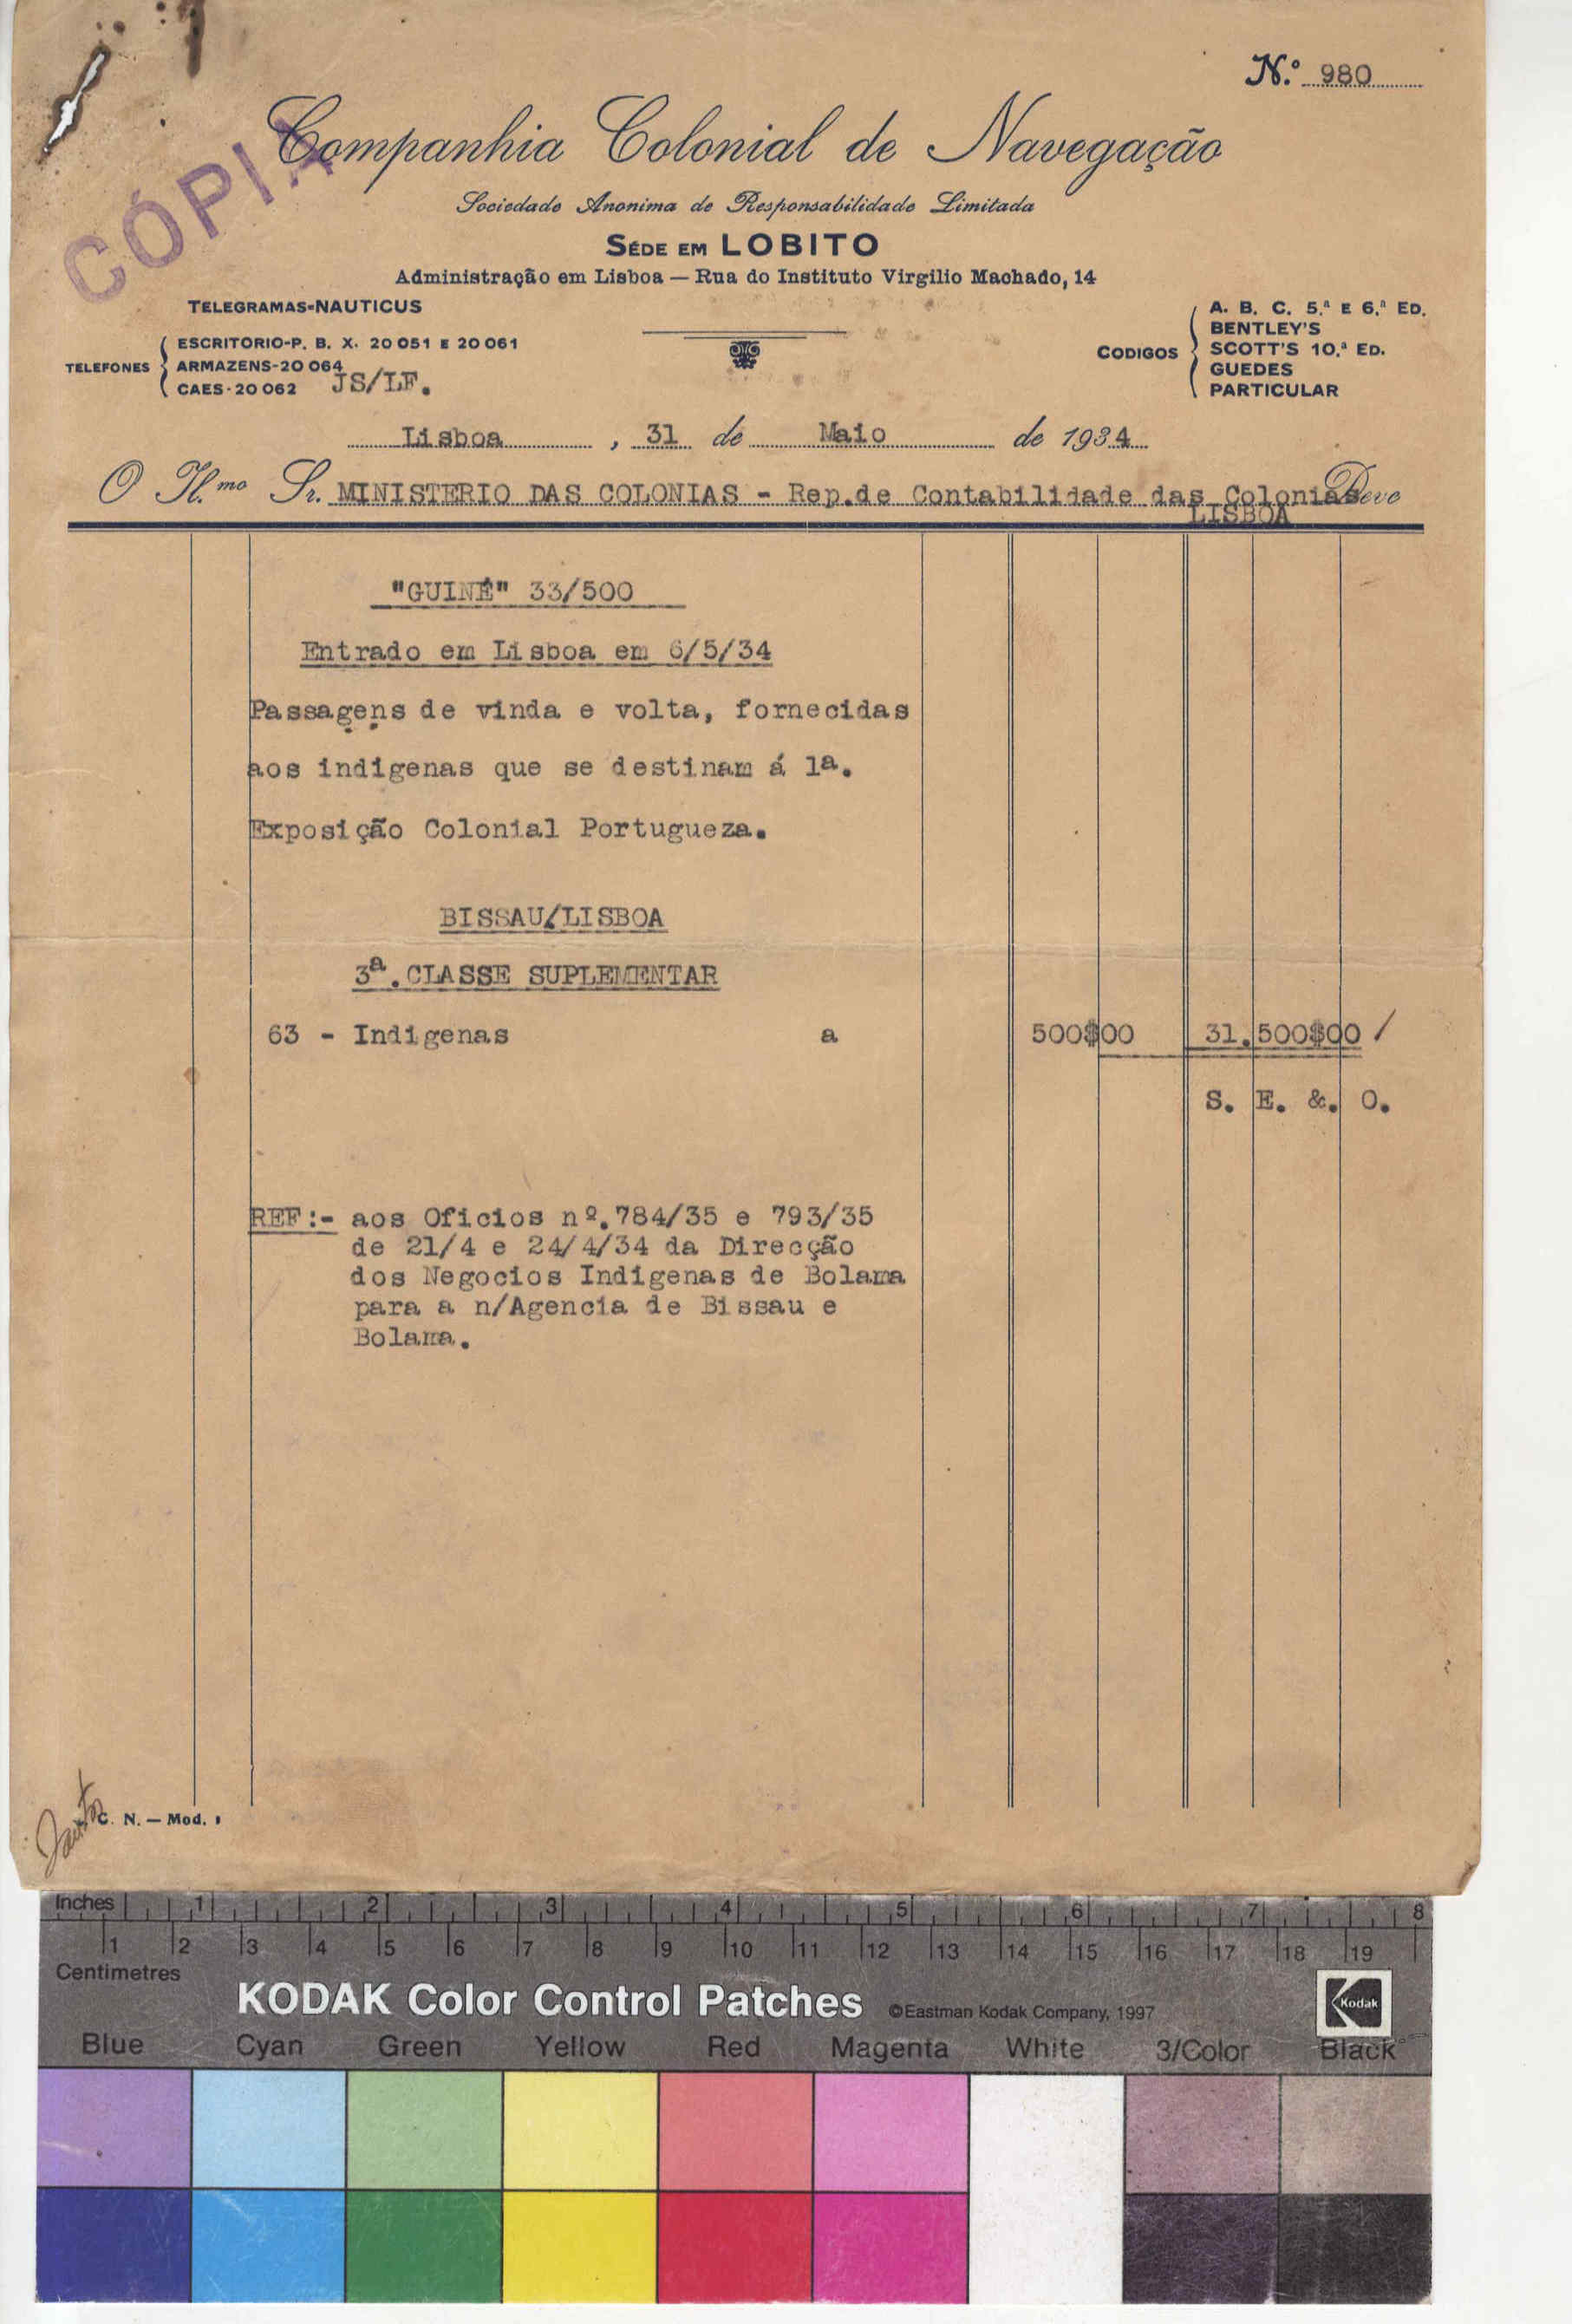 Nº 980
Companhia Colonial de Navegação
CÓPIA
Sociedade Anonima de Responsabilidade Limitada
SÉDE EM LOBITO
Administração em Lisboa — Rua do Instituto Virgilio Machado, 14
TELEGRAMAS-NAUTICUS
TELEFONES
ESCRITORIO-P. B. X. 20 051 E 20 061
ARMAZENS-20 064
CAES-20 062
JS/LF.
CODIGOS
A. B. C. 5.ª E 6.ª ED.
BENTLEY'S
SCOTT'S 10.ª ED.
GUEDES
PARTICULAR
Lisboa, 31 de Maio de 1934
O Il.mo Sr. MINISTERIO DAS COLONIAS - Rep.de Contabilidade das Colonias Deve
LISBOA
"GUINÉ" 33/500
Entrado em Lisboa em 6/5/34
Passagens de vinda e volta, fornecidas
aos indigenas que se destinam á 1ª.
Exposição Colonial Portugueza.
BISSAU/LISBOA
3ª.CLASSE SUPLEMENTAR
63 - Indigenas a 500$00 31.500$00 /
S. E. &. O.
REF:- aos Oficios nº.784/35 e 793/35
de 21/4 e 24/4/34 da Direcção
dos Negocios Indigenas de Bolama
para a n/Agencia de Bissau e
Bolama.
C. N. — Mod. 1
Inches 1 2 3 4 5 6 7 8
1 2 3 4 5 6 7 8 9 10 11 12 13 14 15 16 17 18 19
Centimetres
KODAK Color Control Patches ©Eastman Kodak Company, 1997 Kodak
Blue Cyan Green Yellow Red Magenta White 3/Color Black